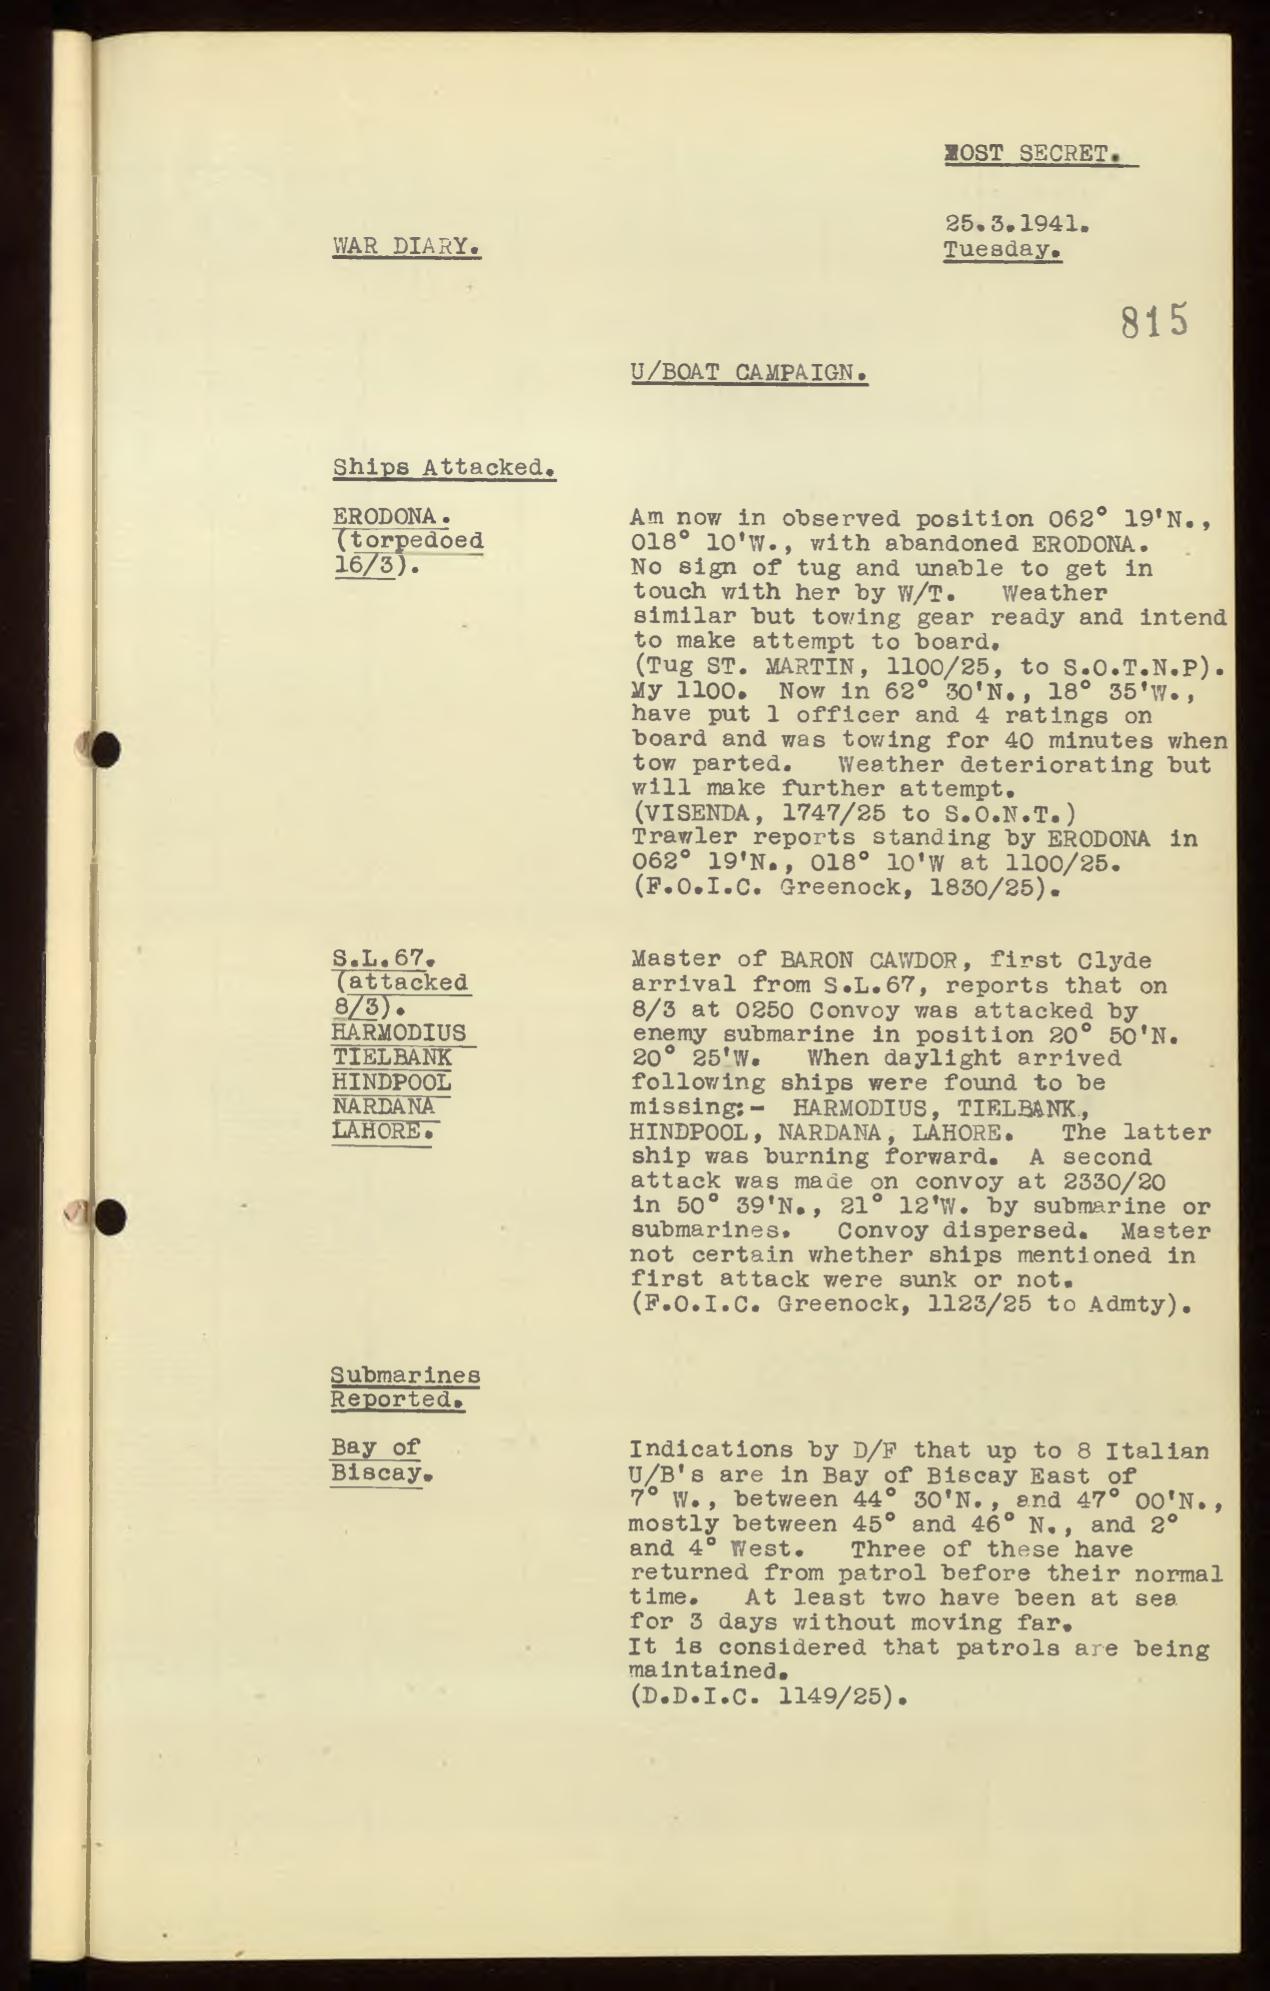 MOST SECRET.
25.3.1941.
WAR DIARY.
Tuesday.
815
U/BOAT CAMPAIGN.
Ships Attacked.
ERODONA.
(torpedoed
16/3).
Am now in observed position 062° 19'N.,
018° 10'W., with abandoned ERODONA.
No sign of tug and unable to get in
touch with her by W/T. Weather
similar but towing gear ready and intend
to make attempt to board.
(Tug ST. MARTIN, 1100/25, to S.O.T.N.P).
My 1100. Now in 62° 30'N., 18° 35'W.,
have put 1 officer and 4 ratings on
board and was towing for 40 minutes when
tow parted. Weather deteriorating but
will make further attempt.
(VISENDA, 1747/25 to S.O.N.T.)
Trawler reports standing by ERODONA in
062° 19'N., 018° 10'W at 1100/25.
(F.O.I.C. Greenock, 1830/25).
S.L.67.
(attacked
8/3).
HARMODIUS
TIELBANK
HINDPOOL
NARDANA
LAHORE.
Master of BARON CAWDOR, first Clyde
arrival from S.L.67, reports that on
8/3 at 0250 Convoy was attacked by
enemy submarine in position 20° 50'N.
20° 25'W. When daylight arrived
following ships were found to be
missing:- HARMODIUS, TIELBANK,
HINDPOOL, NARDANA, LAHORE. The latter
ship was burning forward. A second
attack was made on convoy at 2330/20
in 50° 39'N., 21° 12'W. by submarine or
submarines. Convoy dispersed. Master
not certain whether ships mentioned in
first attack were sunk or not.
(F.O.I.C. Greenock, 1123/25 to Admty).
Submarines
Reported.
Bay of
Biscay.
Indications by D/F that up to 8 Italian
U/B's are in Bay of Biscay East of
7° W., between 44° 30'N., and 47° 00'N.,
mostly between 45° and 46° N., and 2°
and 4° West. Three of these have
returned from patrol before their normal
time. At least two have been at sea
for 3 days without moving far.
It is considered that patrols are being
maintained.
(D.D.I.C. 1149/25).